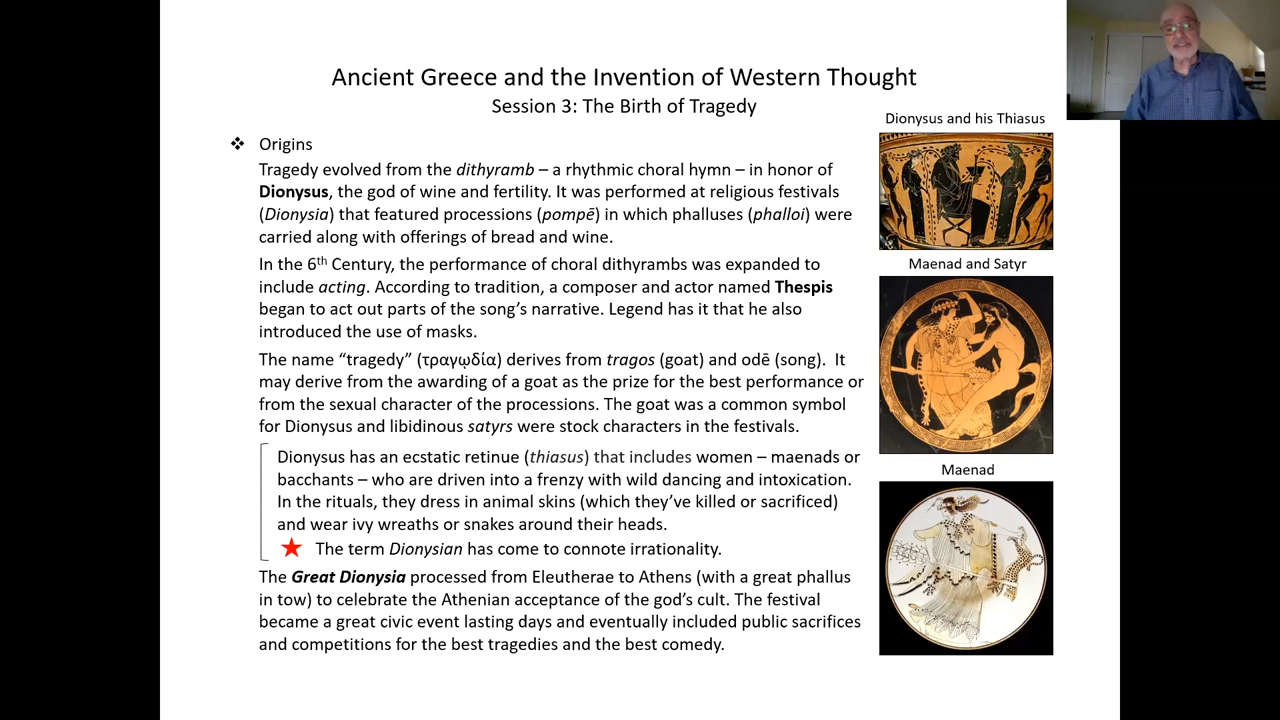 Ancient Greece and the Invention of Western Thought
Session 3: The Birth of Tragedy
❖ Origins
Tragedy evolved from the dithyramb – a rhythmic choral hymn – in honor of
Dionysus, the god of wine and fertility. It was performed at religious festivals
(Dionysia) that featured processions (pompē) in which phalluses (phalloi) were
carried along with offerings of bread and wine.
In the 6th Century, the performance of choral dithyrambs was expanded to
include acting. According to tradition, a composer and actor named Thespis
began to act out parts of the song’s narrative. Legend has it that he also
introduced the use of masks.
The name “tragedy” (τραγῳδία) derives from tragos (goat) and odē (song). It
may derive from the awarding of a goat as the prize for the best performance or
from the sexual character of the processions. The goat was a common symbol
for Dionysus and libidinous satyrs were stock characters in the festivals.
Dionysus has an ecstatic retinue (thiasus) that includes women – maenads or
bacchants – who are driven into a frenzy with wild dancing and intoxication.
In the rituals, they dress in animal skins (which they’ve killed or sacrificed)
and wear ivy wreaths or snakes around their heads.
The term Dionysian has come to connote irrationality.
The Great Dionysia processed from Eleutherae to Athens (with a great phallus
in tow) to celebrate the Athenian acceptance of the god’s cult. The festival
became a great civic event lasting days and eventually included public sacrifices
and competitions for the best tragedies and the best comedy.
Dionysus and his Thiasus
Maenad and Satyr
Maenad